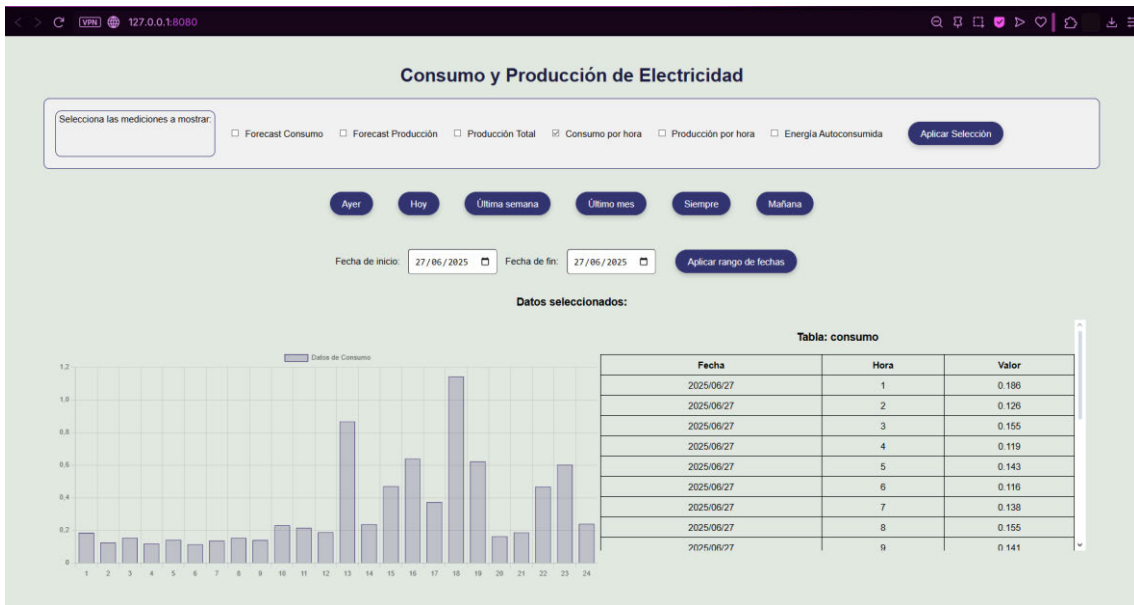 VPN 127.0.0.1:8080
Consumo y Producción de Electricidad
Selecciona las mediciones a mostrar:
Forecast Consumo Forecast Producción Producción Total Consumo por hora Producción por hora Energía Autoconsumida Aplicar Selección
Ayer Hoy Última semana Último mes Siempre Mañana
Fecha de inicio: 27/06/2025 Fecha de fin: 27/06/2025 Aplicar rango de fechas
Datos seleccionados:
Datos de Consumo
1,2
1,0
0,8
0,6
0,4
0,2
0
1 2 3 4 5 6 7 8 9 10 11 12 13 14 15 16 17 18 19 20 21 22 23 24
Tabla: consumo
Fecha Hora Valor
2025/06/27 1 0.186
2025/06/27 2 0.126
2025/06/27 3 0.155
2025/06/27 4 0.119
2025/06/27 5 0.143
2025/06/27 6 0.116
2025/06/27 7 0.138
2025/06/27 8 0.155
2025/06/27 9 0.141